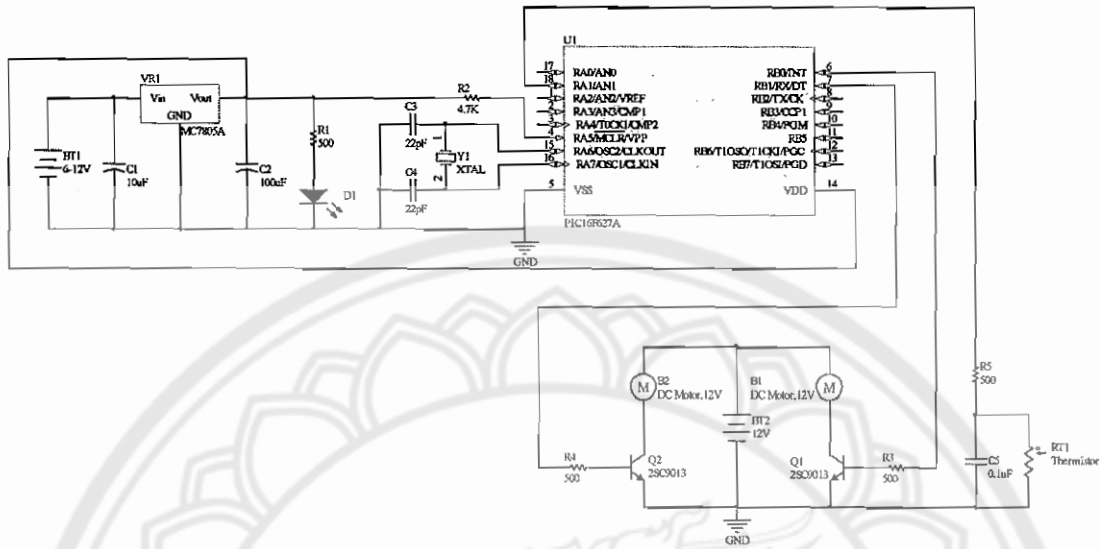 U1
17
RA0/AN0
18
RA1/AN1
1
RA2/AN2/VREF
2
RA3/AN3/CMP1
3
RA4/T0CKI/CMP2
4
RA5/MCLR/VPP
15
RA6/OSC2/CLKOUT
16
RA7/OSC1/CLKIN
5
VSS
RB0/INT
6
RB1/RX/DT
7
RB2/TX/CK
8
RB3/CCP1
9
RB4/PGM
10
RB5
11
RB6/T1OSO/T1CKI/PGC
12
RB7/T1OSI/PGD
13
VDD
14
PIC16F627A
GND
VR1
Vin
Vout
GND
MC7805A
BT1
6-12V
C1
10uF
C2
100uF
R1
500
D1
R2
4.7K
C3
22pF
C4
22pF
1
Y1
XTAL
2
B2
DC Motor, 12V
M
B1
DC Motor, 12V
M
BT2
12V
R4
500
Q2
2SC9013
Q1
2SC9013
R3
500
R5
500
C5
0.1uF
RT1
Thermistor
GND